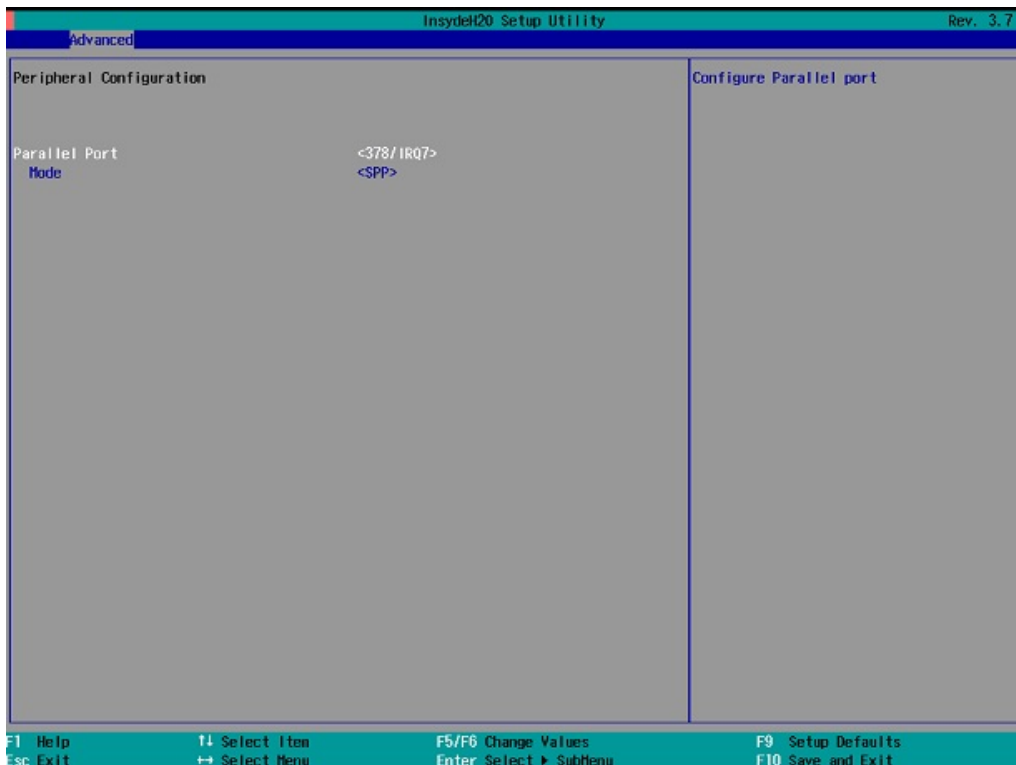 InsydeH20 Setup Utility Rev. 3.7
Advanced
Peripheral Configuration
Configure Parallel port
Parallel Port <378/IRQ7>
Mode <SPP>
F1 Help ↑↓ Select Item F5/F6 Change Values F9 Setup Defaults
Esc Exit ↔ Select Menu Enter Select ▶ SubMenu F10 Save and Exit